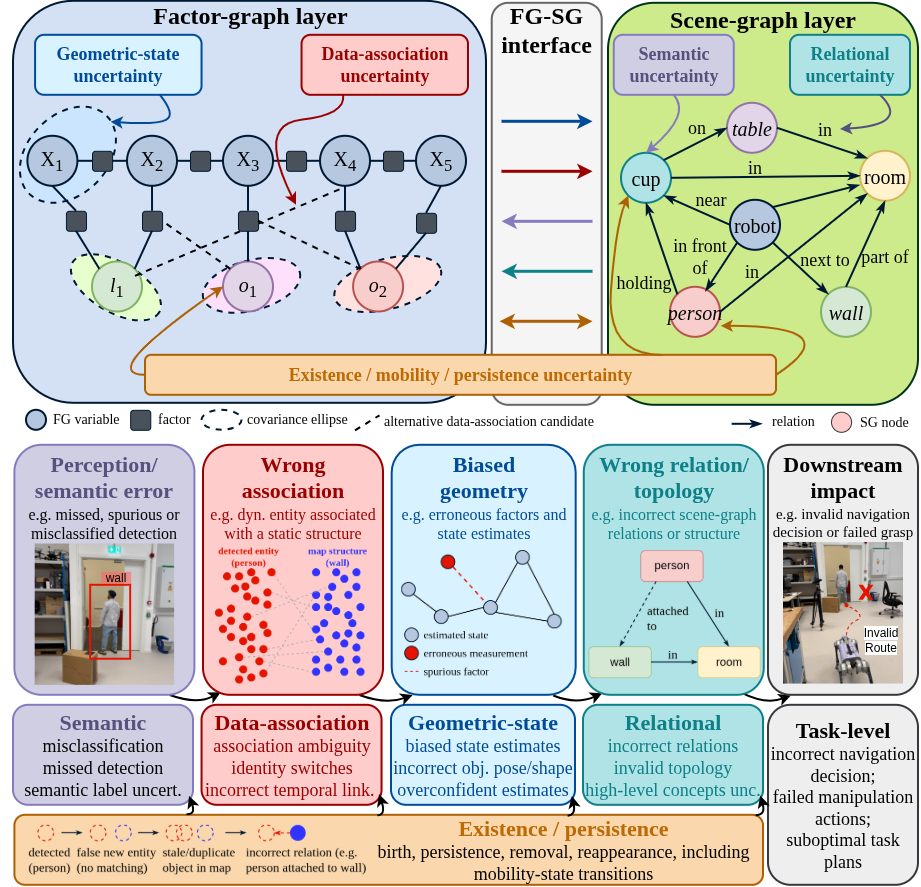 Factor-graph layer
Geometric-state
uncertainty
Data-association
uncertainty
X1
X2
X3
X4
X5
l1
o1
o2
FG-SG
interface
Scene-graph layer
Semantic
uncertainty
Relational
uncertainty
on
table
in
cup
in
room
near
robot
in front
of
in
next to
part of
holding
person
wall
Existence / mobility / persistence uncertainty
FG variable
factor
covariance ellipse
alternative data-association candidate
relation
SG node
Perception/
semantic error
e.g. missed, spurious or
misclassified detection
wall
Wrong
association
e.g. dyn. entity associated
with a static structure
detected entity
(person)
map structure
(wall)
Biased
geometry
e.g. erroneous factors and
state estimates
estimated state
erroneous measurement
spurious factor
Wrong relation/
topology
e.g. incorrect scene-graph
relations or structure
person
attached
to
in
wall
in
room
Downstream
impact
e.g. invalid navigation
decision or failed grasp
X
Invalid
Route
Semantic
misclassification
missed detection
semantic label uncert.
Data-association
association ambiguity
identity switches
incorrect temporal link.
Geometric-state
biased state estimates
incorrect obj. pose/shape
overconfident estimates
Relational
incorrect relations
invalid topology
high-level concepts unc.
Task-level
incorrect navigation
decision;
failed manipulation
actions;
suboptimal task
plans
detected
(person)
false new entity
(no matching)
stale/duplicate
object in map
incorrect relation (e.g.
person attached to wall)
Existence / persistence
birth, persistence, removal, reappearance, including
mobility-state transitions